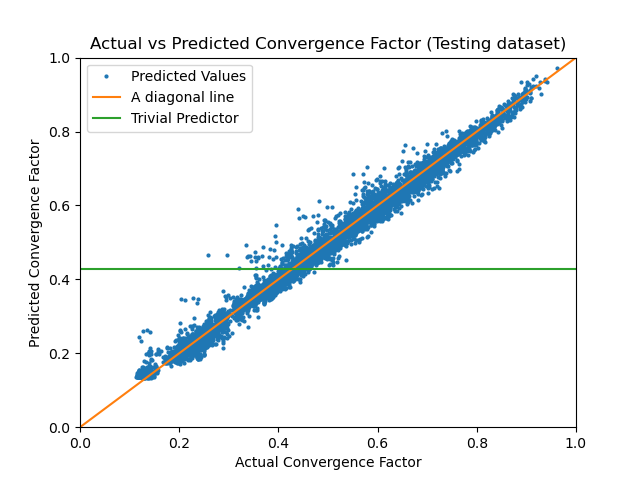 Actual vs Predicted Convergence Factor (Testing dataset)
Predicted Values
A diagonal line
Trivial Predictor
1.0
0.8
0.6
0.4
0.2
0.0
Predicted Convergence Factor
0.0 0.2 0.4 0.6 0.8 1.0
Actual Convergence Factor